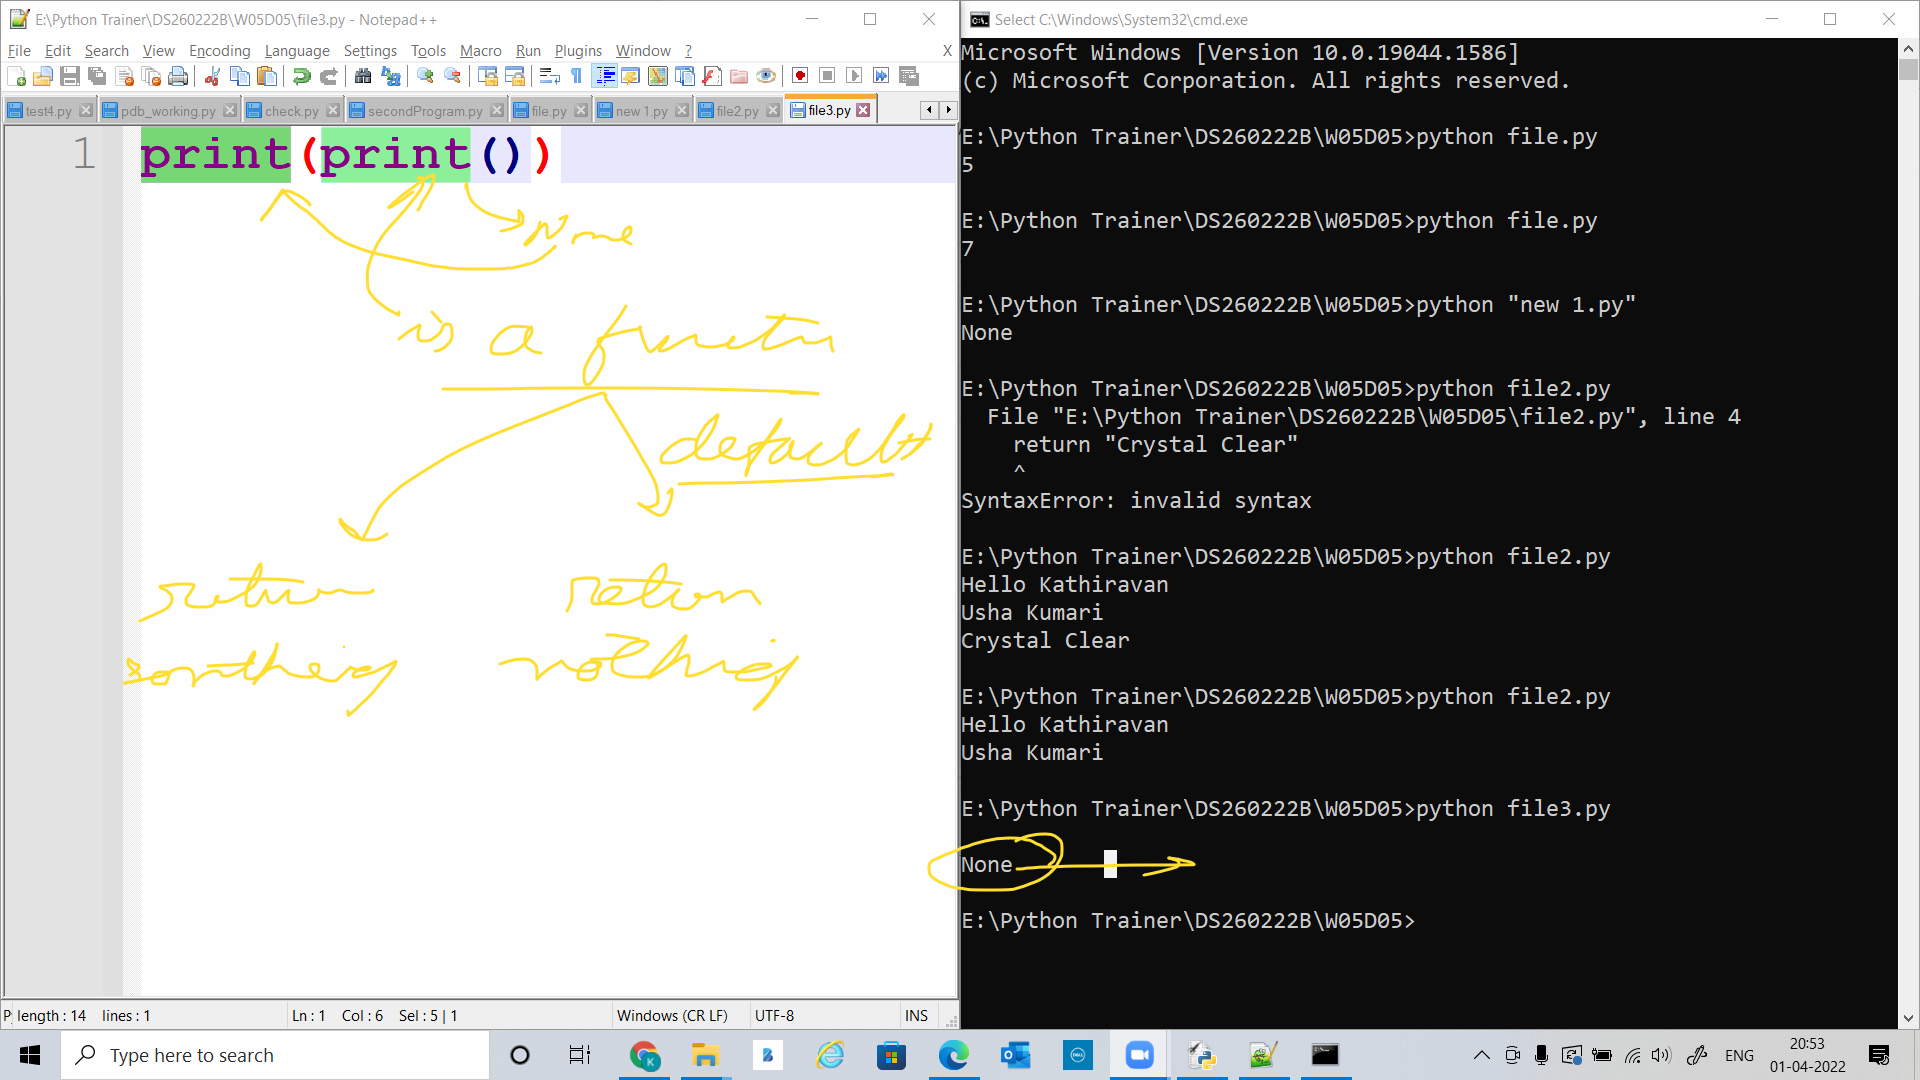 E:\Python Trainer\DS260222B\W05D05\file3.py - Notepad++
File Edit Search View Encoding Language Settings Tools Macro Run Plugins Window ? X
test4.py pdb_working.py check.py secondProgram.py file.py new 1.py file2.py file3.py
1 print(print())
None
is a functn
default
return return
somthing nothing
P length : 14 lines : 1 Ln : 1 Col : 6 Sel : 5 | 1 Windows (CR LF) UTF-8 INS
Select C:\Windows\System32\cmd.exe
Microsoft Windows [Version 10.0.19044.1586]
(c) Microsoft Corporation. All rights reserved.
E:\Python Trainer\DS260222B\W05D05>python file.py
5
E:\Python Trainer\DS260222B\W05D05>python file.py
7
E:\Python Trainer\DS260222B\W05D05>python "new 1.py"
None
E:\Python Trainer\DS260222B\W05D05>python file2.py
File "E:\Python Trainer\DS260222B\W05D05\file2.py", line 4
return "Crystal Clear"
^
SyntaxError: invalid syntax
E:\Python Trainer\DS260222B\W05D05>python file2.py
Hello Kathiravan
Usha Kumari
Crystal Clear
E:\Python Trainer\DS260222B\W05D05>python file2.py
Hello Kathiravan
Usha Kumari
E:\Python Trainer\DS260222B\W05D05>python file3.py
None
E:\Python Trainer\DS260222B\W05D05>
Type here to search
ENG
20:53
01-04-2022